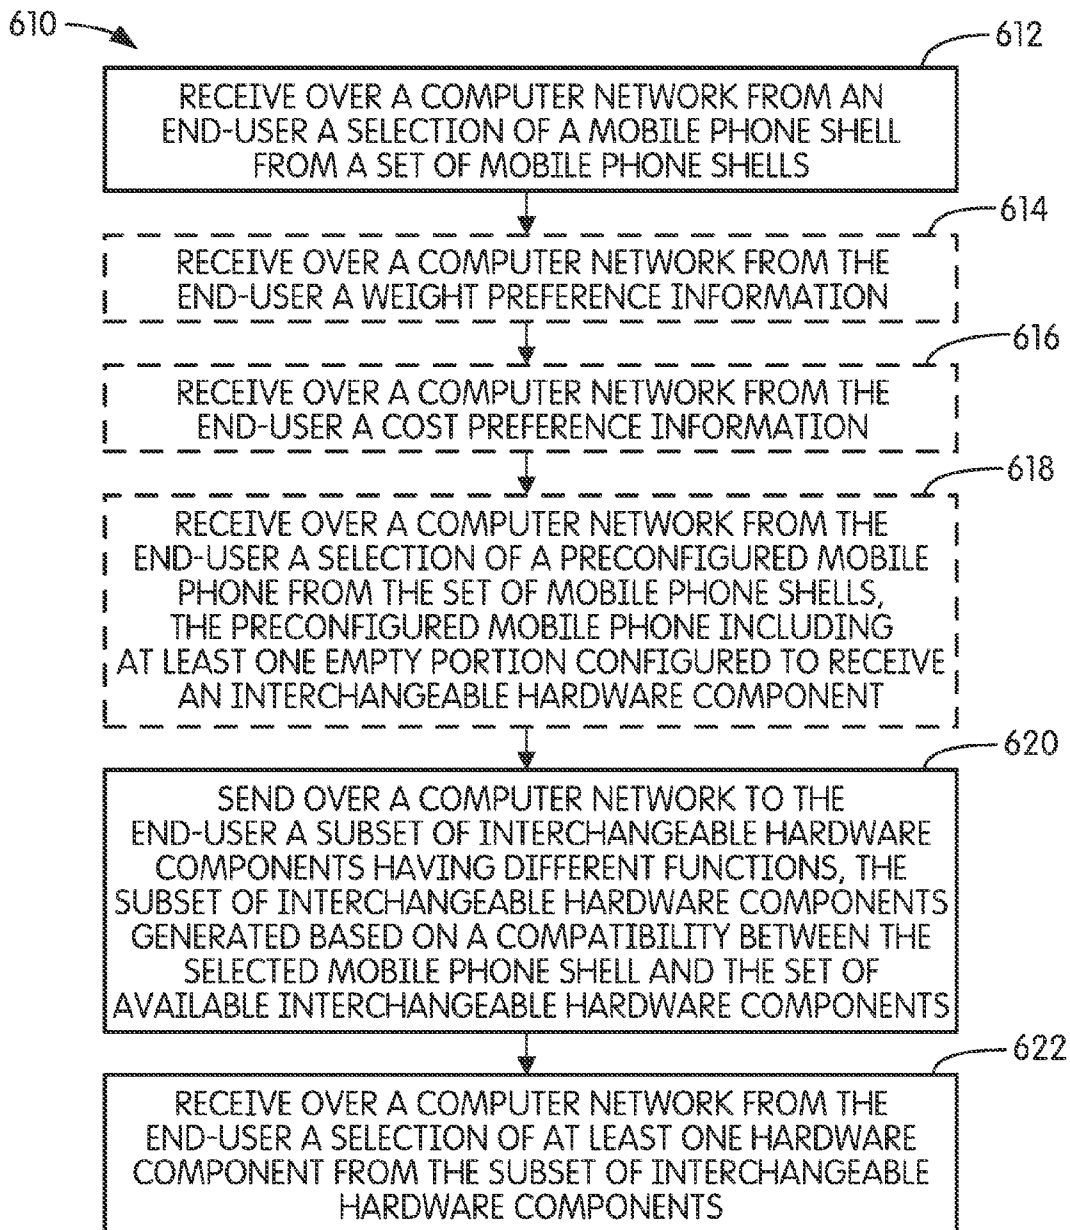 610
612
RECEIVE OVER A COMPUTER NETWORK FROM AN
END-USER A SELECTION OF A MOBILE PHONE SHELL
FROM A SET OF MOBILE PHONE SHELLS
614
RECEIVE OVER A COMPUTER NETWORK FROM THE
END-USER A WEIGHT PREFERENCE INFORMATION
616
RECEIVE OVER A COMPUTER NETWORK FROM THE
END-USER A COST PREFERENCE INFORMATION
618
RECEIVE OVER A COMPUTER NETWORK FROM THE
END-USER A SELECTION OF A PRECONFIGURED MOBILE
PHONE FROM THE SET OF MOBILE PHONE SHELLS,
THE PRECONFIGURED MOBILE PHONE INCLUDING
AT LEAST ONE EMPTY PORTION CONFIGURED TO RECEIVE
AN INTERCHANGEABLE HARDWARE COMPONENT
620
SEND OVER A COMPUTER NETWORK TO THE
END-USER A SUBSET OF INTERCHANGEABLE HARDWARE
COMPONENTS HAVING DIFFERENT FUNCTIONS, THE
SUBSET OF INTERCHANGEABLE HARDWARE COMPONENTS
GENERATED BASED ON A COMPATIBILITY BETWEEN THE
SELECTED MOBILE PHONE SHELL AND THE SET OF
AVAILABLE INTERCHANGEABLE HARDWARE COMPONENTS
622
RECEIVE OVER A COMPUTER NETWORK FROM THE
END-USER A SELECTION OF AT LEAST ONE HARDWARE
COMPONENT FROM THE SUBSET OF INTERCHANGEABLE
HARDWARE COMPONENTS